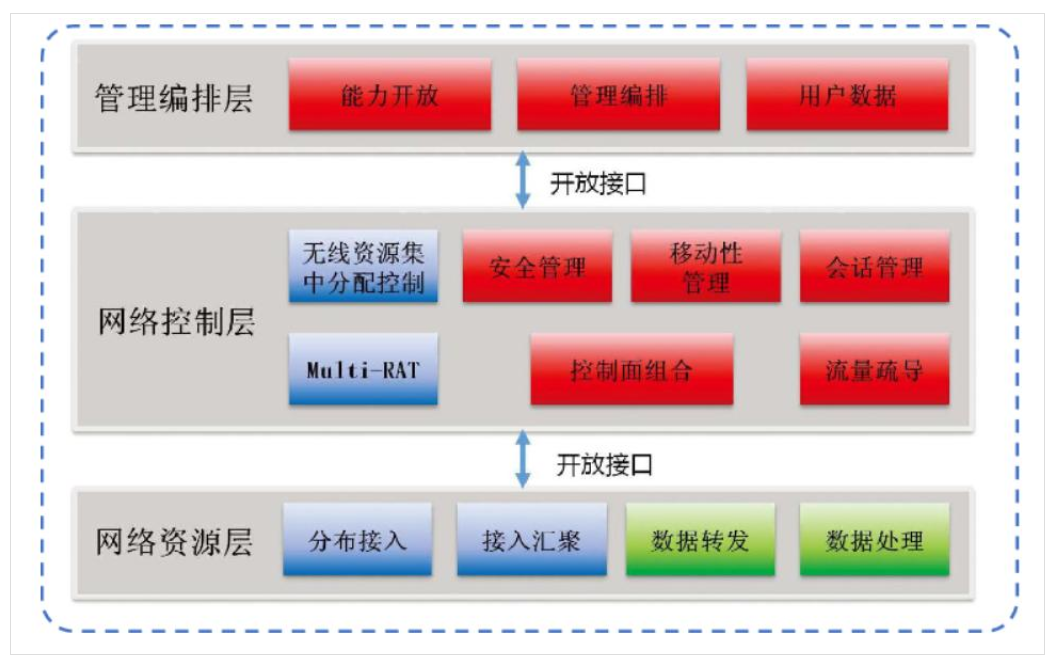 管理编排层
能力开放
管理编排
用户数据
开放接口
网络控制层
无线资源集
中分配控制
安全管理
移动性
管理
会话管理
Multi-RAT
控制面组合
流量疏导
开放接口
网络资源层
分布接入
接入汇聚
数据转发
数据处理